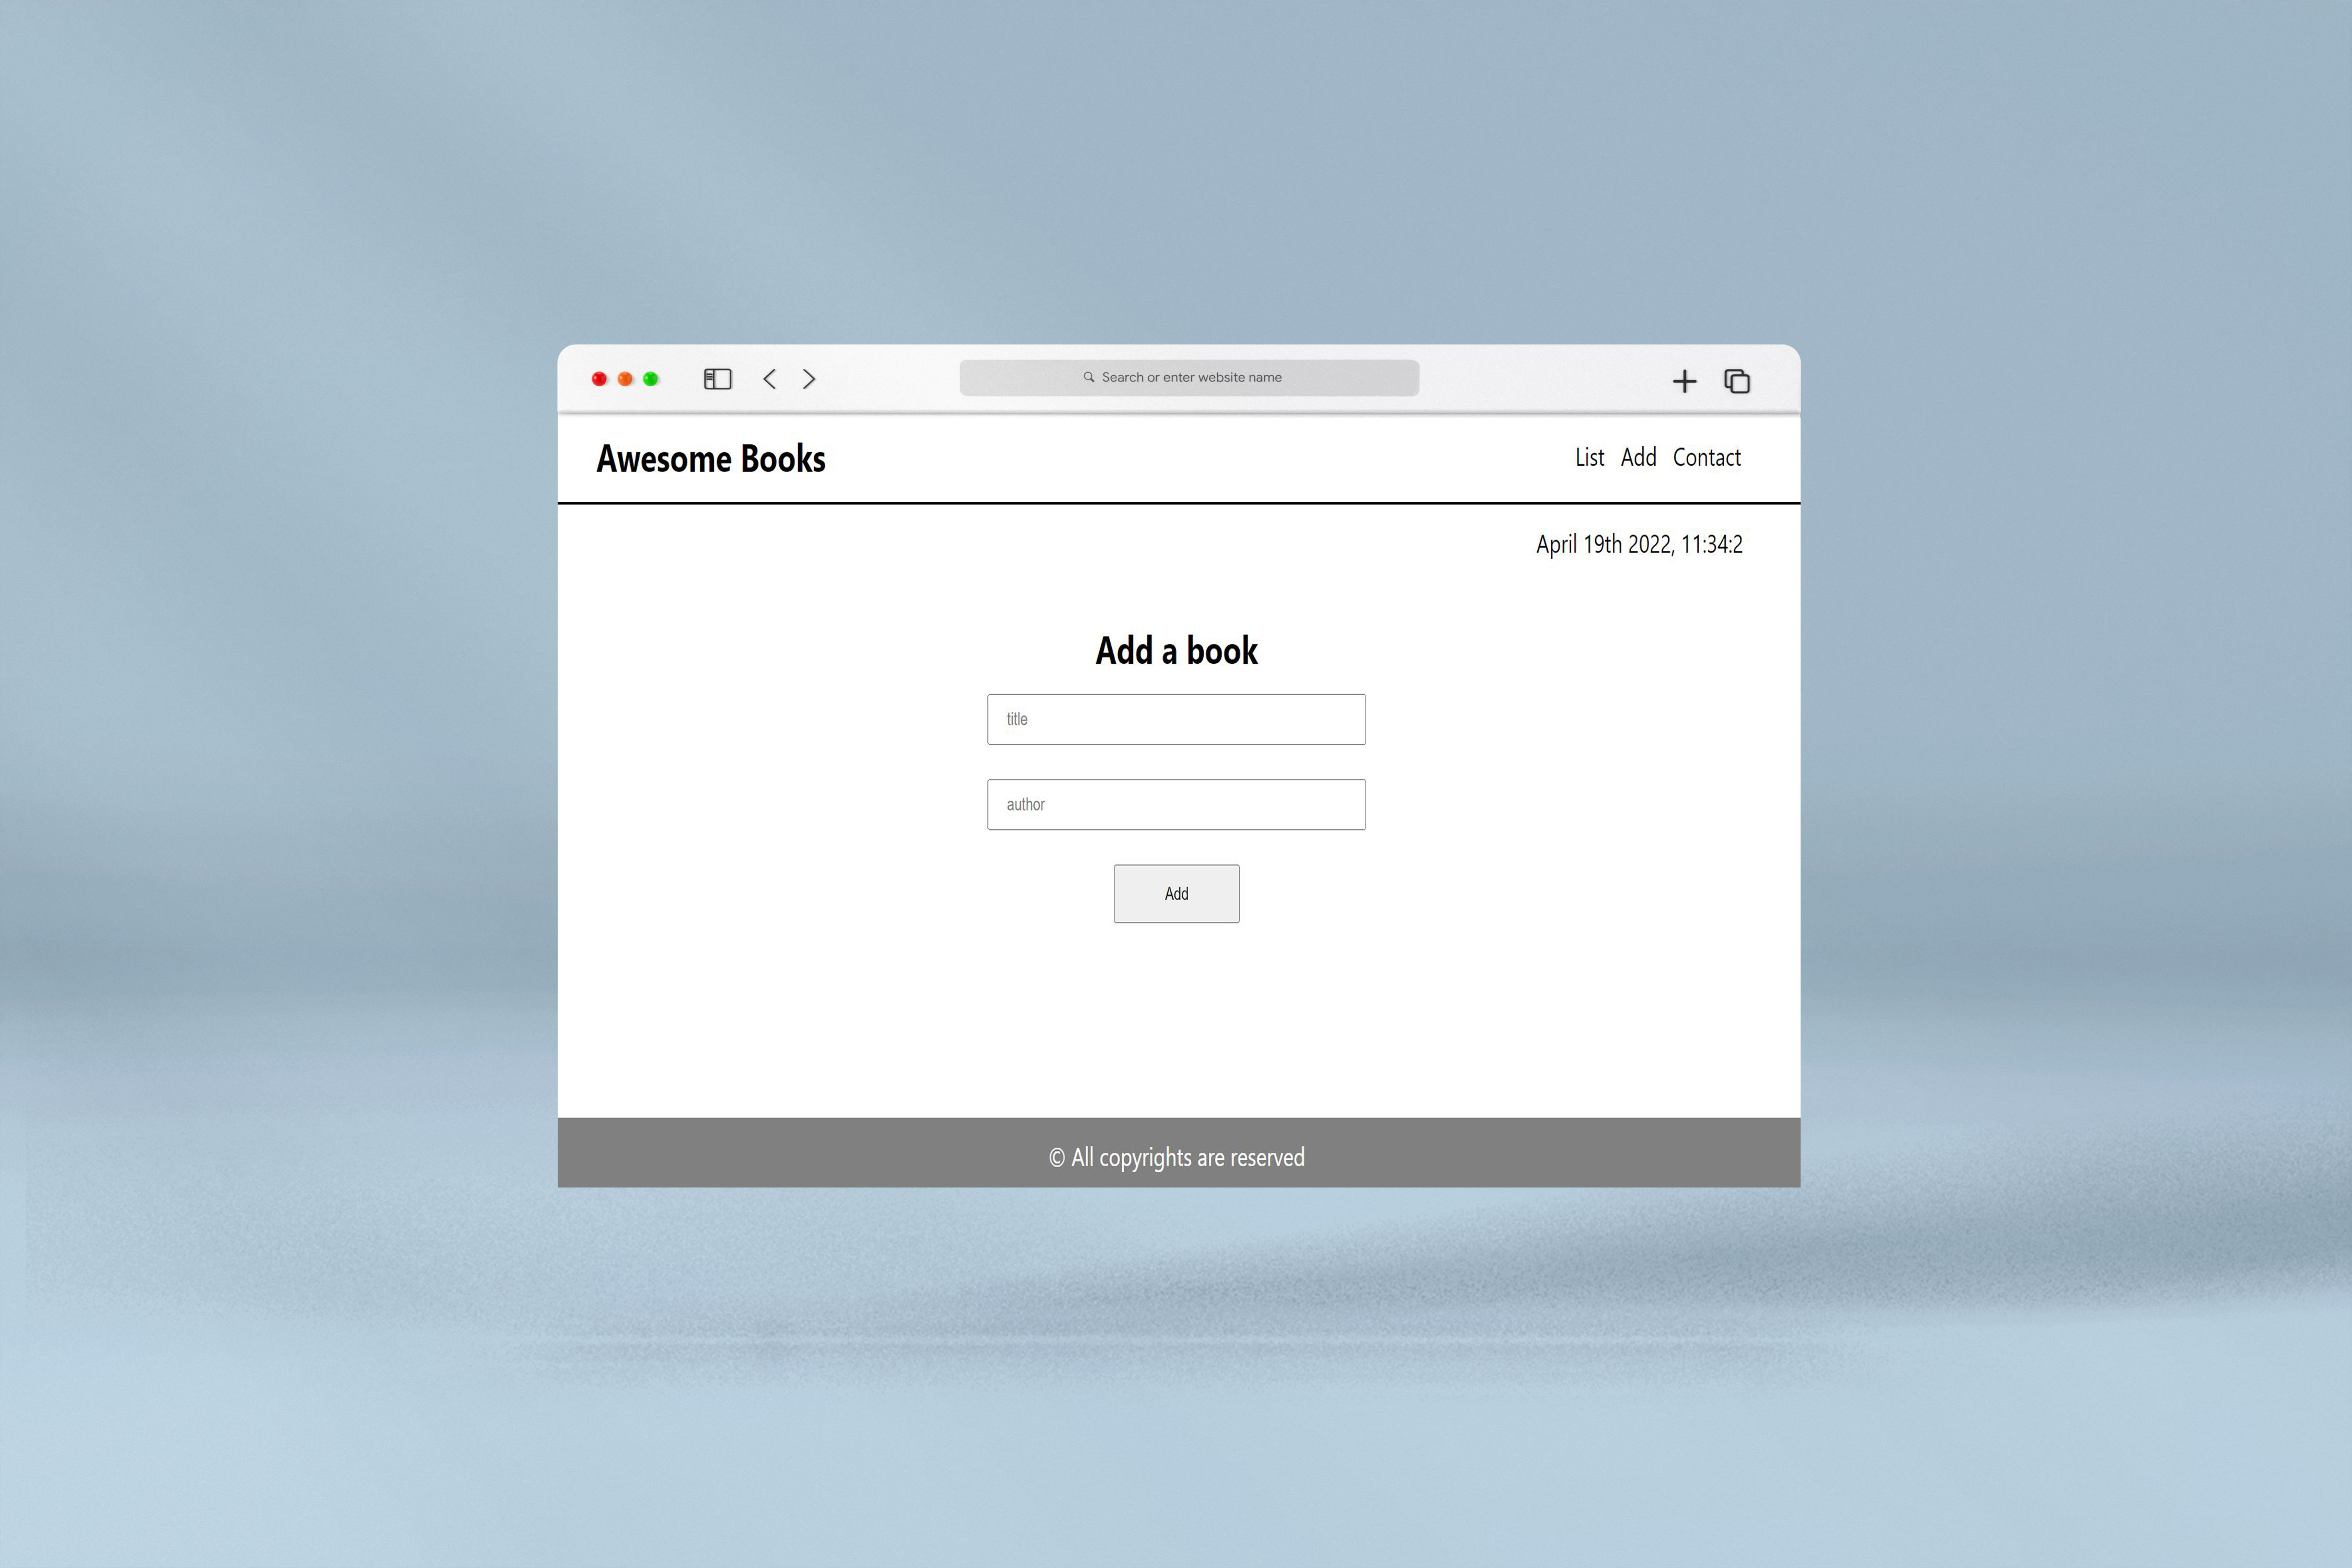 Search or enter website name
Awesome Books
List Add Contact
April 19th 2022, 11:34:2
Add a book
title
author
Add
© All copyrights are reserved